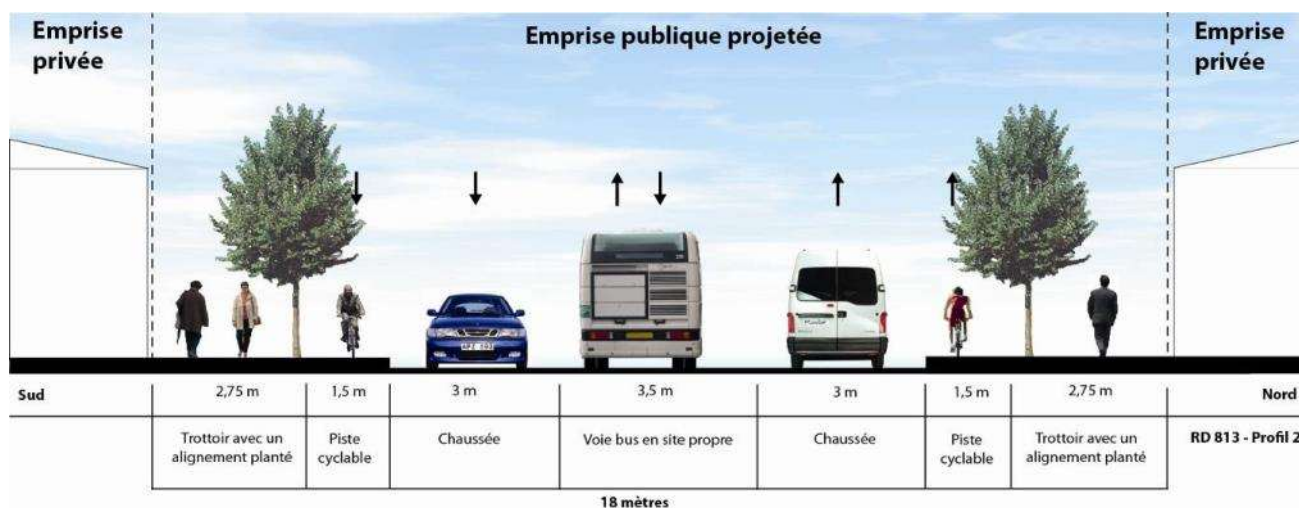 Emprise
privée
Emprise publique projetée
Emprise
privée
Sud
2,75 m
1,5 m
3 m
3,5 m
3 m
1,5 m
2,75 m
Nord
Trottoir avec un
alignement planté
Piste
cyclable
Chaussée
Voie bus en site propre
Chaussée
Piste
cyclable
Trottoir avec un
alignement planté
RD 813 - Profil 2
18 mètres